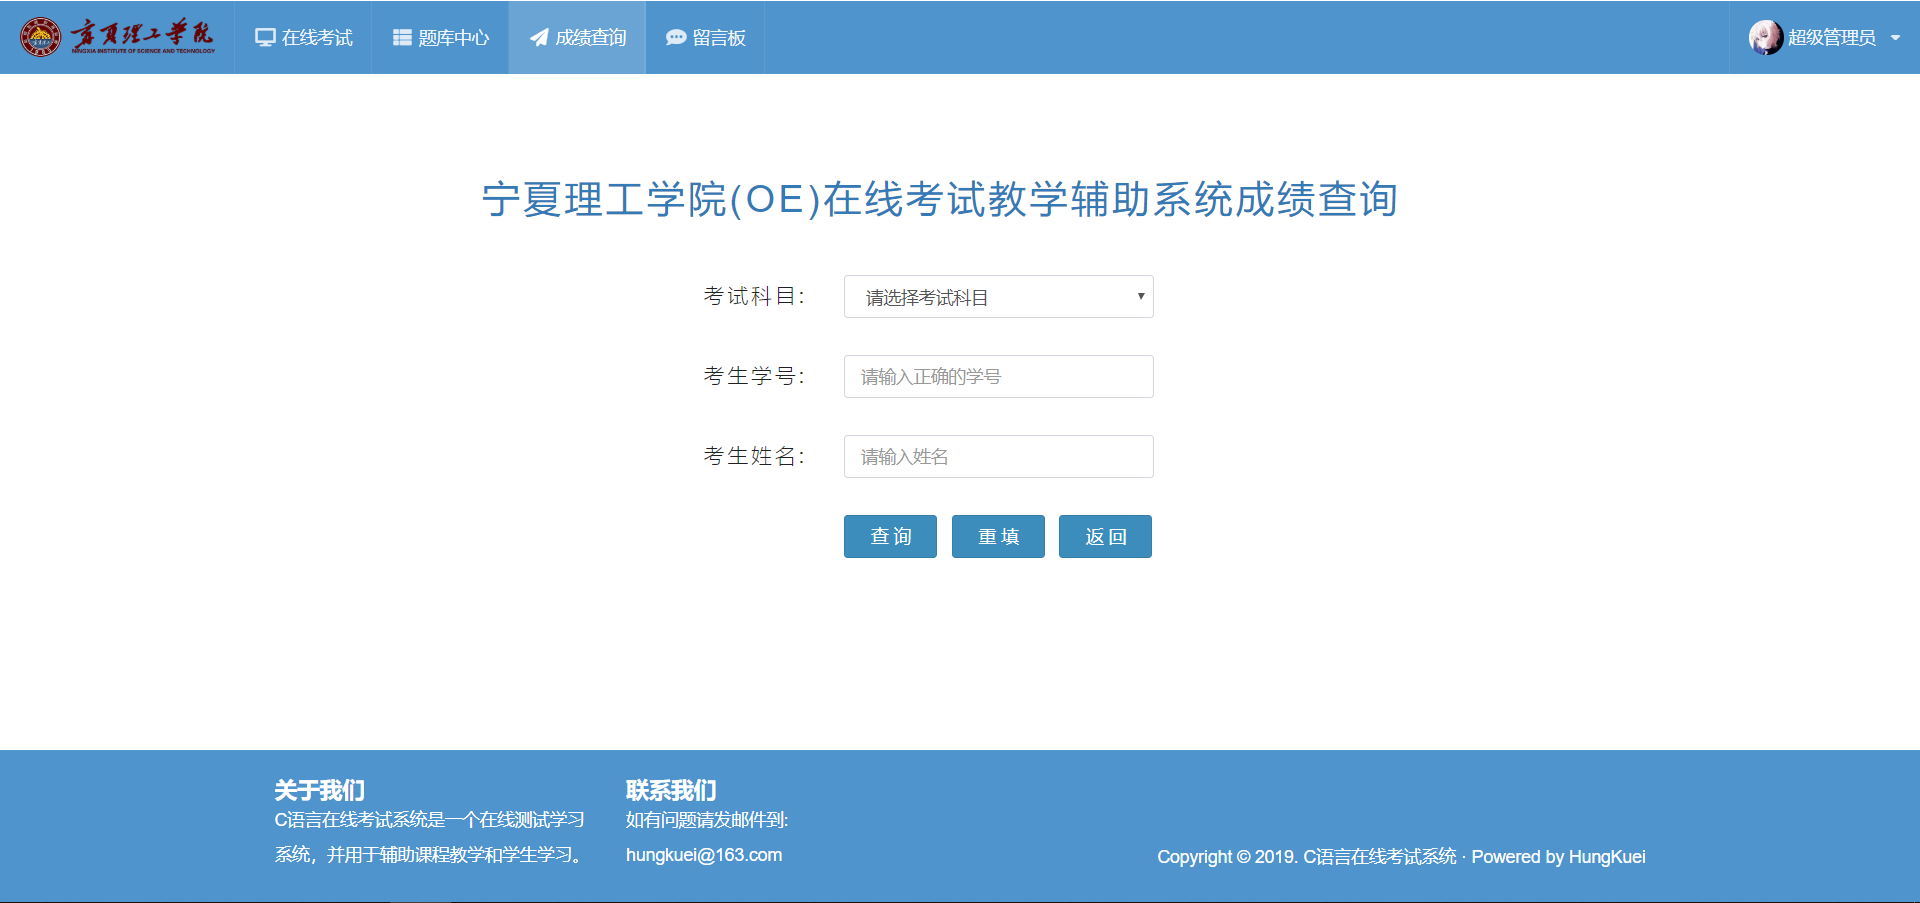 宁夏理工学院
NINGXIA INSTITUTE OF SCIENCE AND TECHNOLOGY
在线考试
题库中心
成绩查询
留言板
超级管理员
宁夏理工学院(OE)在线考试教学辅助系统成绩查询
考试科目：
请选择考试科目
考生学号：
请输入正确的学号
考生姓名：
请输入姓名
查询
重填
返回
关于我们
C语言在线考试系统是一个在线测试学习
系统，并用于辅助课程教学和学生学习。
联系我们
如有问题请发邮件到:
hungkuei@163.com
Copyright © 2019. C语言在线考试系统 · Powered by HungKuei